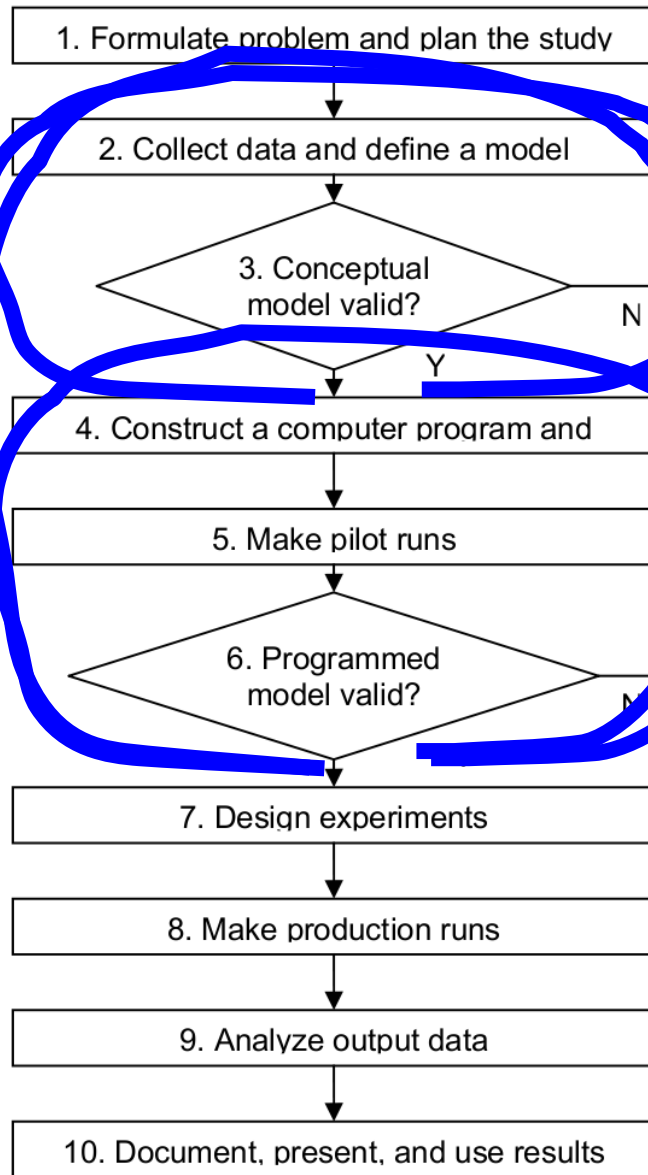 1. Formulate problem and plan the study
2. Collect data and define a model
3. Conceptual
model valid?
N
Y
4. Construct a computer program and
5. Make pilot runs
6. Programmed
model valid?
N
7. Design experiments
8. Make production runs
9. Analyze output data
10. Document, present, and use results